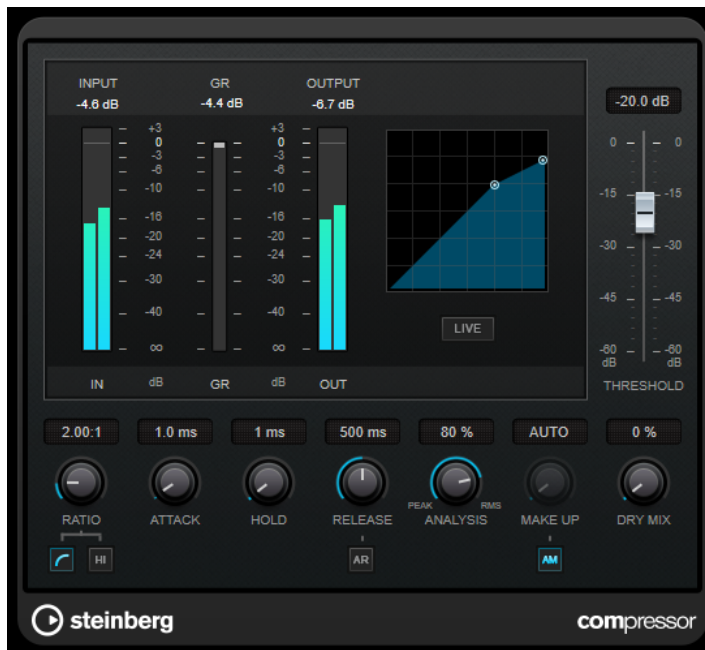 INPUT GR OUTPUT
-4.6 dB -4.4 dB -6.7 dB
-20.0 dB
+3 +3
0 0 0 0
-3 -3
-6 -6
-10 -10
-15 -15
-16 -16
-20 -20
-24 -24
-30 -30
-30 -30
-40 -40
-45 -45
∞ ∞
-60 -60
dB dB
LIVE
IN dB GR dB OUT
THRESHOLD
2.00:1 1.0 ms 1 ms 500 ms 80 % AUTO 0 %
PEAK RMS
RATIO ATTACK HOLD RELEASE ANALYSIS MAKE UP DRY MIX
HI AR AM
steinberg compressor